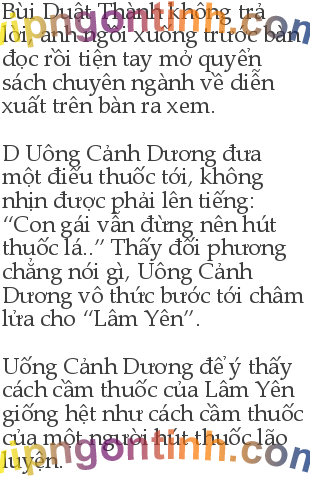 Bùi Duật Thành không trả
lời, anh ngồi xuống trước bàn
đọc rồi tiện tay mở quyển
sách chuyên ngành về diễn
xuất trên bàn ra xem.
D Uông Cảnh Dương đưa
một điếu thuốc tới, không
nhịn được phải lên tiếng:
“Con gái vẫn đừng nên hút
thuốc lá..” Thấy đối phương
chẳng nói gì, Uông Cảnh
Dương vô thức bước tới châm
lửa cho “Lâm Yên”.
Uống Cảnh Dương để ý thấy
cách cầm thuốc của Lâm Yên
giống hệt như cách cầm thuốc
của một người hút thuốc lão
luyện.
vipngontinh.com